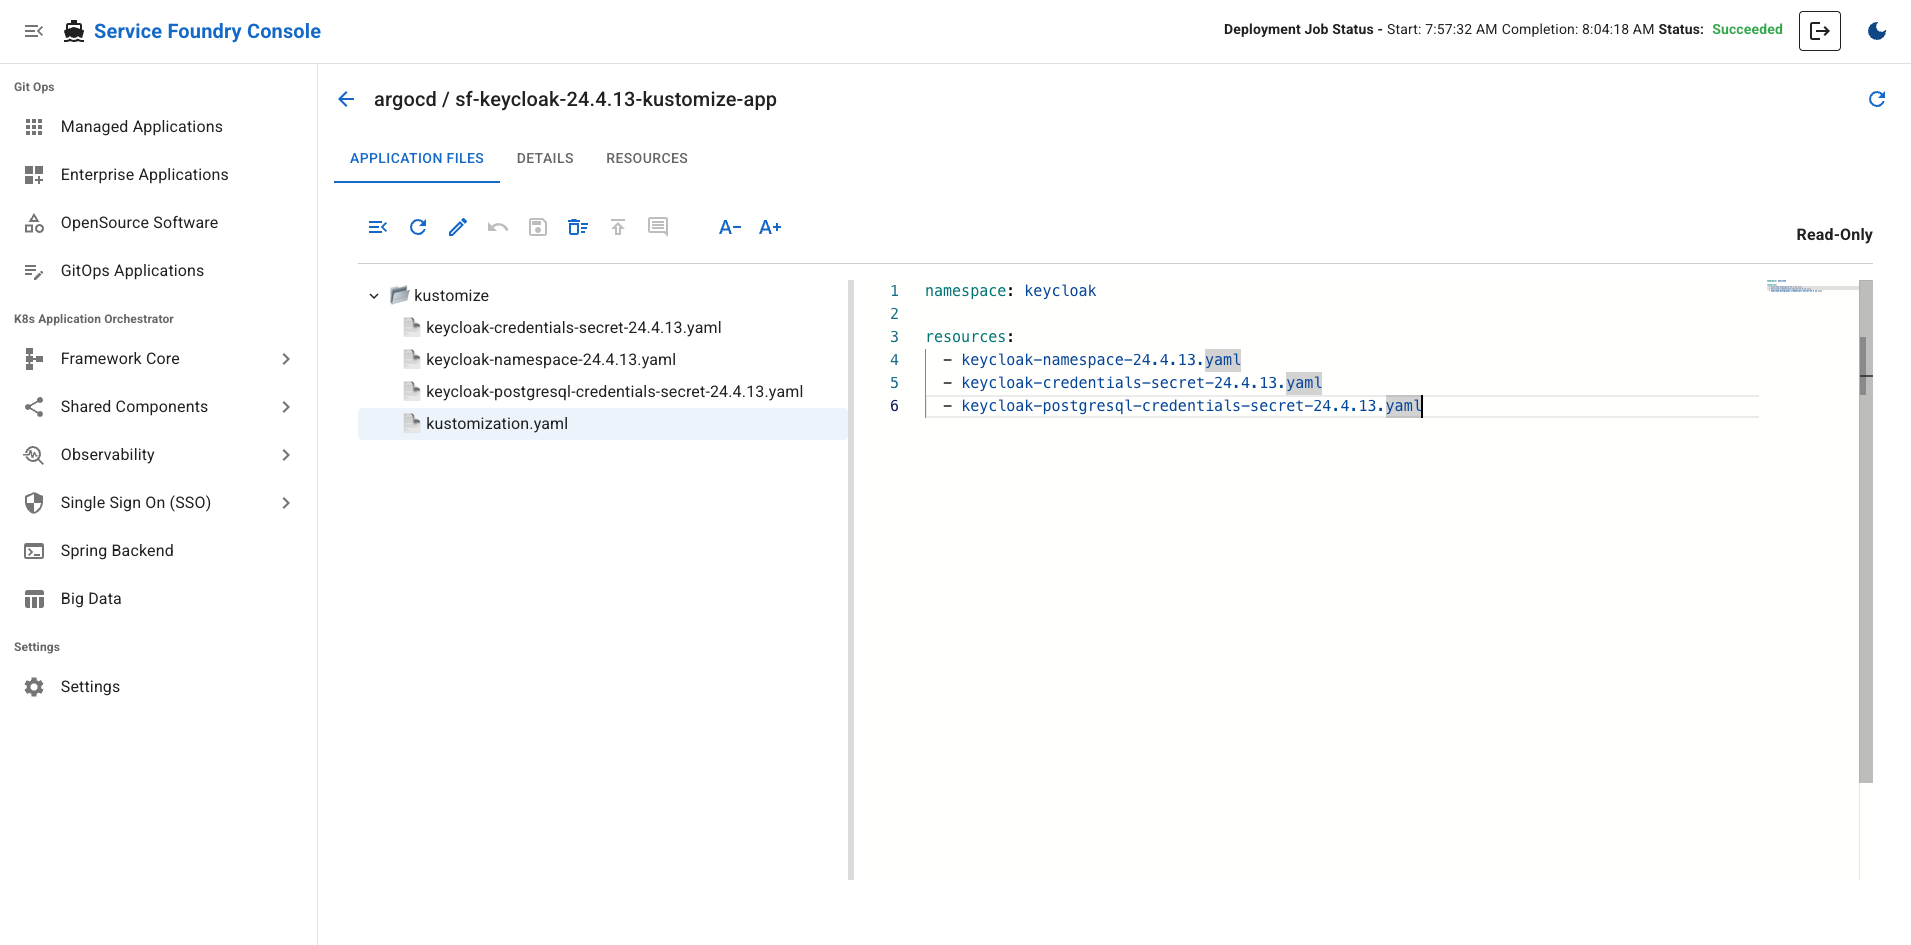 Service Foundry Console
Deployment Job Status - Start: 7:57:32 AM Completion: 8:04:18 AM Status: Succeeded
Git Ops
Managed Applications
Enterprise Applications
OpenSource Software
GitOps Applications
K8s Application Orchestrator
Framework Core
Shared Components
Observability
Single Sign On (SSO)
Spring Backend
Big Data
Settings
Settings
argocd / sf-keycloak-24.4.13-kustomize-app
APPLICATION FILES DETAILS RESOURCES
A- A+
Read-Only
kustomize
keycloak-credentials-secret-24.4.13.yaml
keycloak-namespace-24.4.13.yaml
keycloak-postgresql-credentials-secret-24.4.13.yaml
kustomization.yaml
1 namespace: keycloak
2
3 resources:
4 - keycloak-namespace-24.4.13.yaml
5 - keycloak-credentials-secret-24.4.13.yaml
6 - keycloak-postgresql-credentials-secret-24.4.13.yaml